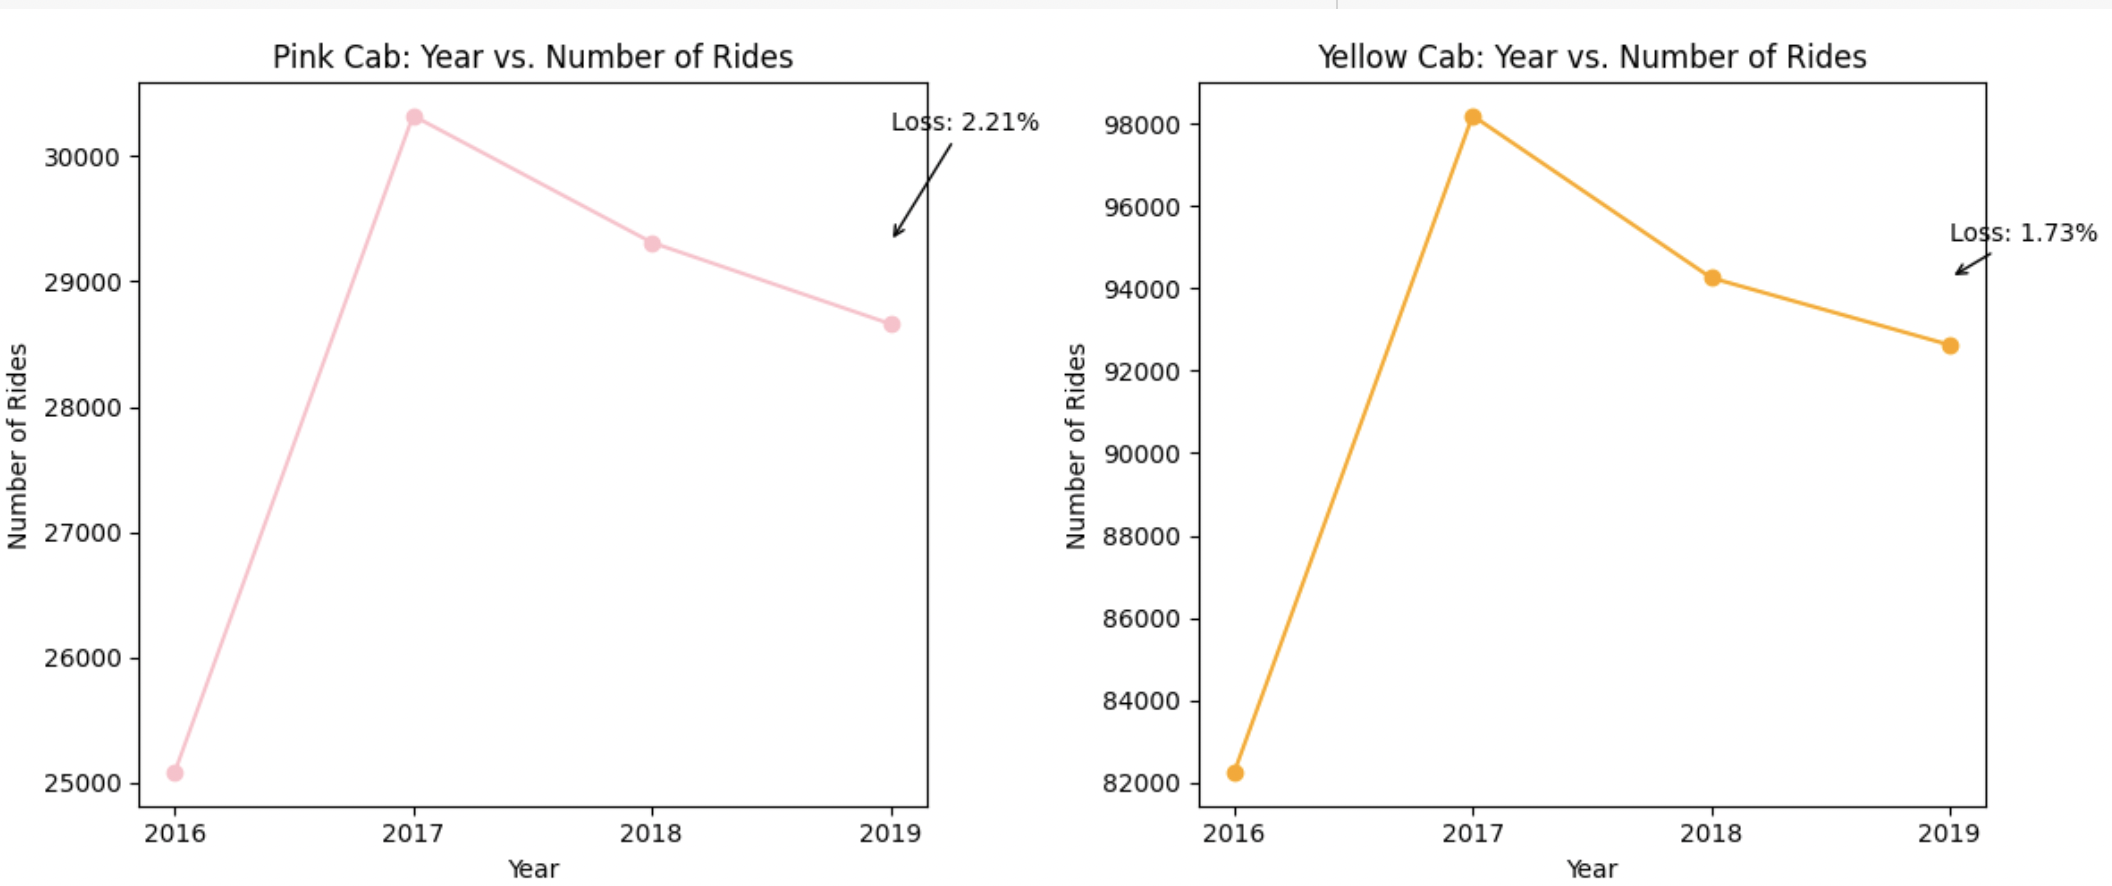 Pink Cab: Year vs. Number of Rides
Loss: 2.21%
30000
29000
28000
27000
26000
25000
Number of Rides
2016 2017 2018 2019
Year
Yellow Cab: Year vs. Number of Rides
Loss: 1.73%
98000
96000
94000
92000
90000
88000
86000
84000
82000
Number of Rides
2016 2017 2018 2019
Year